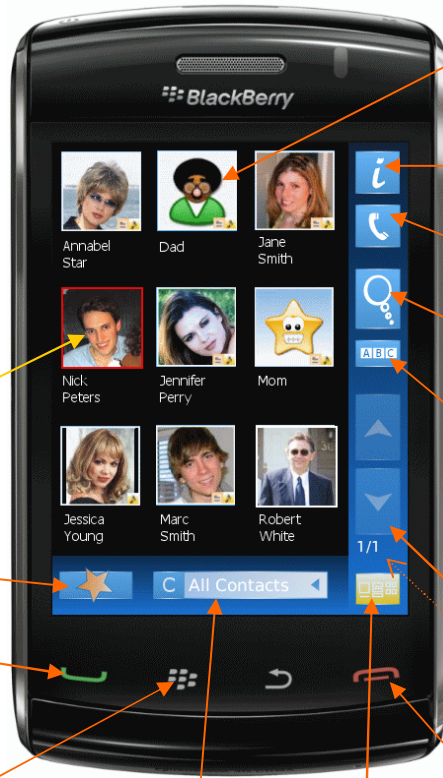 BlackBerry
Annabel
Star
Dad
Jane
Smith
Nick
Peters
Jennifer
Perry
Mom
Jessica
Young
Marc
Smith
Robert
White
i
ABC
1/1
C All Contacts